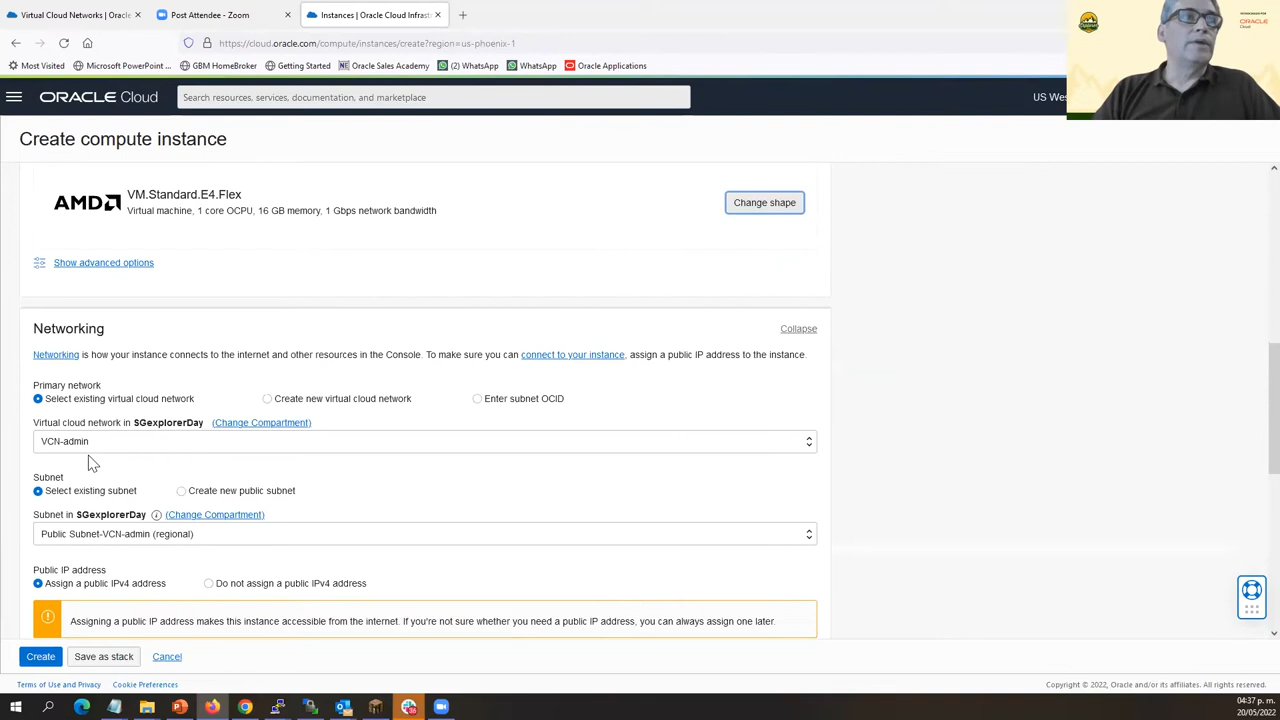 Virtual Cloud Networks | Oracle
Post Attendee - Zoom
Instances | Oracle Cloud Infrast
https://cloud.oracle.com/compute/instances/create?region=us-phoenix-1
Most Visited
Microsoft PowerPoint ...
GBM HomeBroker
Getting Started
Oracle Sales Academy
(2) WhatsApp
WhatsApp
Oracle Applications
ORACLE Cloud
Search resources, services, documentation, and marketplace
US Wes
ORACLE
Cloud
Create compute instance
AMD
VM.Standard.E4.Flex
Virtual machine, 1 core OCPU, 16 GB memory, 1 Gbps network bandwidth
Change shape
Show advanced options
Networking
Collapse
Networking is how your instance connects to the internet and other resources in the Console. To make sure you can connect to your instance, assign a public IP address to the instance.
Primary network
Select existing virtual cloud network
Create new virtual cloud network
Enter subnet OCID
Virtual cloud network in SGexplorerDay (Change Compartment)
VCN-admin
Subnet
Select existing subnet
Create new public subnet
Subnet in SGexplorerDay (Change Compartment)
Public Subnet-VCN-admin (regional)
Public IP address
Assign a public IPv4 address
Do not assign a public IPv4 address
Assigning a public IP address makes this instance accessible from the internet. If you're not sure whether you need a public IP address, you can always assign one later.
Create
Save as stack
Cancel
Terms of Use and Privacy
Cookie Preferences
Copyright © 2022, Oracle and/or its affiliates. All rights reserved.
04:37 p. m.
20/05/2022